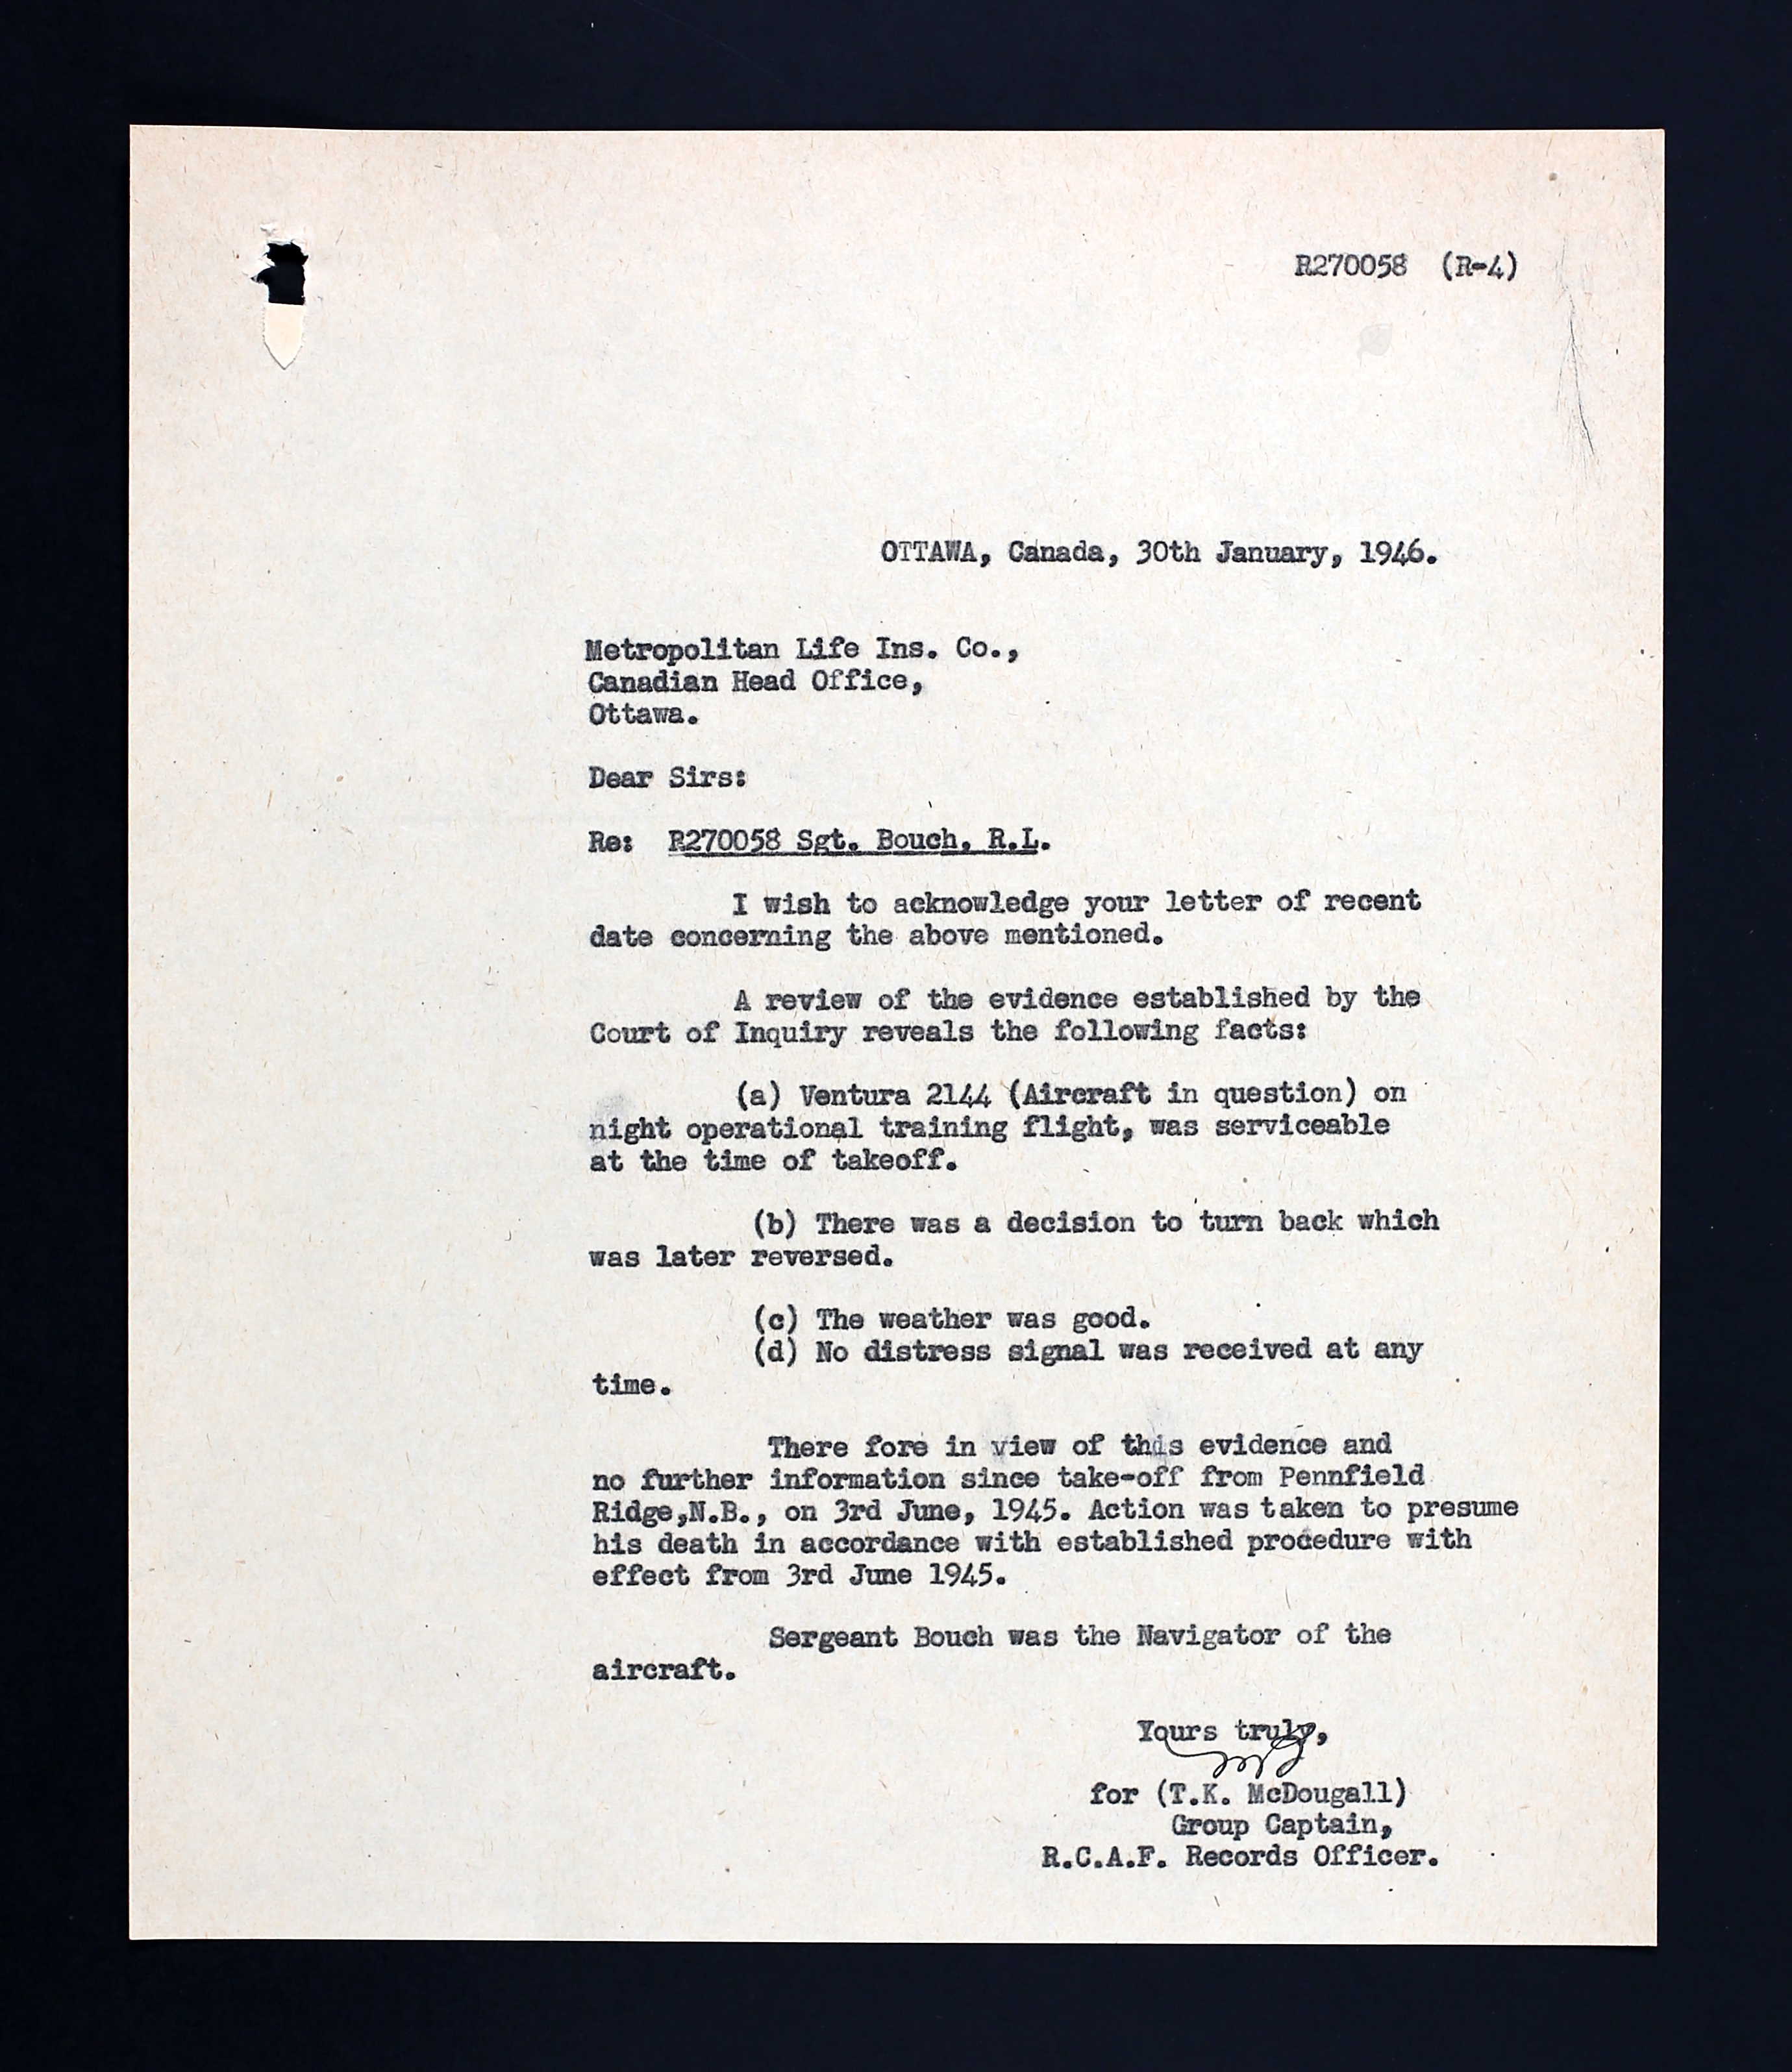 R270058 (R-4)
OTTAWA, Canada, 30th January, 1946.
Metropolitan Life Ins. Co.,
Canadian Head Office,
Ottawa.
Dear Sirs:
Re: R270058 Sgt. Bouch, R.L.
I wish to acknowledge your letter of recent
date concerning the above mentioned.
A review of the evidence established by the
Court of Inquiry reveals the following facts:
(a) Ventura 2144 (Aircraft in question) on
night operational training flight, was serviceable
at the time of takeoff.
(b) There was a decision to turn back which
was later reversed.
(c) The weather was good.
(d) No distress signal was received at any
time.
There fore in view of this evidence and
no further information since take-off from Pennfield
Ridge,N.B., on 3rd June, 1945. Action was taken to presume
his death in accordance with established procedure with
effect from 3rd June 1945.
Sergeant Bouch was the Navigator of the
aircraft.
Yours truly,
for (T.K. McDougall)
Group Captain,
R.C.A.F. Records Officer.